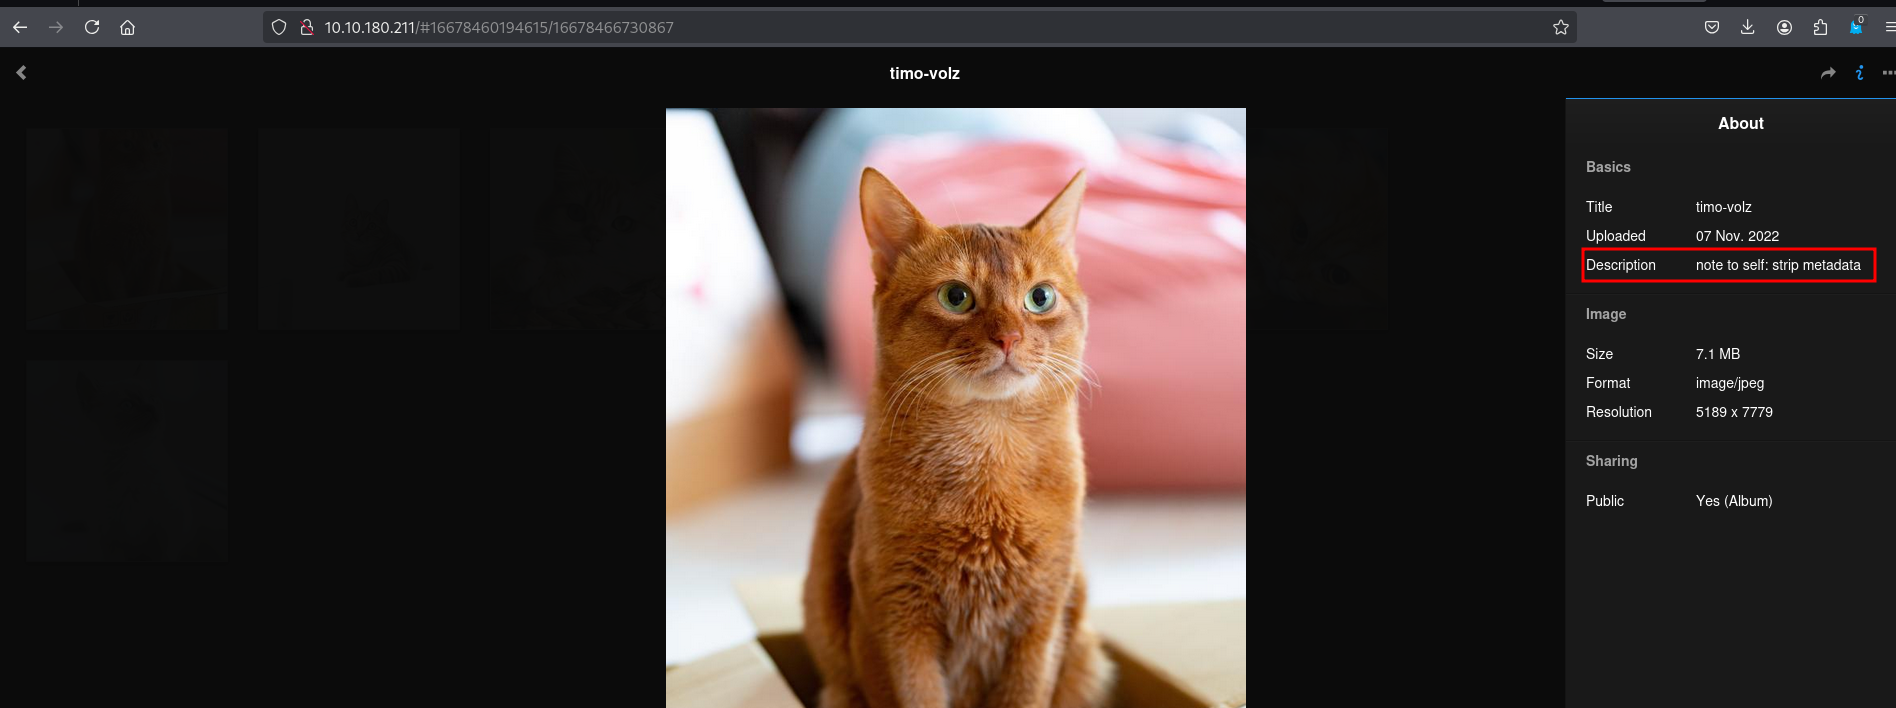 10.10.180.211/#16678460194615/16678466730867
0
timo-volz
About
Basics
Title timo-volz
Uploaded 07 Nov. 2022
Description note to self: strip metadata
Image
Size 7.1 MB
Format image/jpeg
Resolution 5189 x 7779
Sharing
Public Yes (Album)